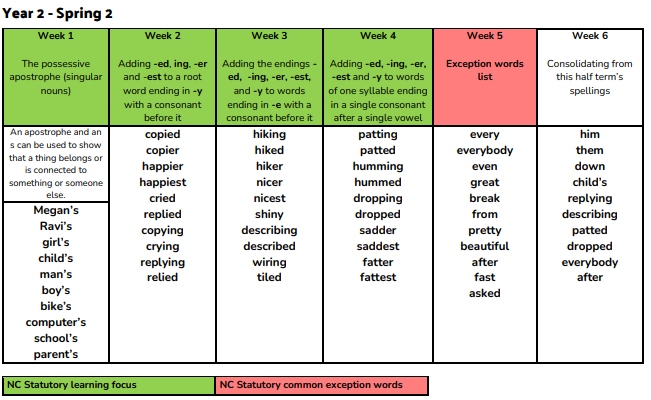 Year 2 - Spring 2
Week 1
The possessive
apostrophe (singular
nouns)
An apostrophe and an
s can be used to show
that a thing belongs or
is connected to
something or someone
else.
Megan's
Ravi's
girl's
child's
man's
boy's
bike's
computer's
school's
parent's
Week 2
Adding -ed, ing, -er
and -est to a root
word ending in -y
with a consonant
before it
copied
copier
happier
happiest
cried
replied
copying
crying
replying
relied
Week 3
Adding the endings -
ed, -ing, -er, -est,
and -y to words
ending in -e with a
consonant before it
hiking
hiked
hiker
nicer
nicest
shiny
describing
described
wiring
tiled
Week 4
Adding -ed, -ing, -er,
-est and -y to words
of one syllable ending
in a single consonant
after a single vowel
patting
patted
humming
hummed
dropping
dropped
sadder
saddest
fatter
fattest
Week 5
Exception words
list
every
everybody
even
great
break
from
pretty
beautiful
after
fast
asked
Week 6
Consolidating from
this half term's
spellings
him
them
down
child's
replying
describing
patted
dropped
everybody
after
NC Statutory learning focus
NC Statutory common exception words